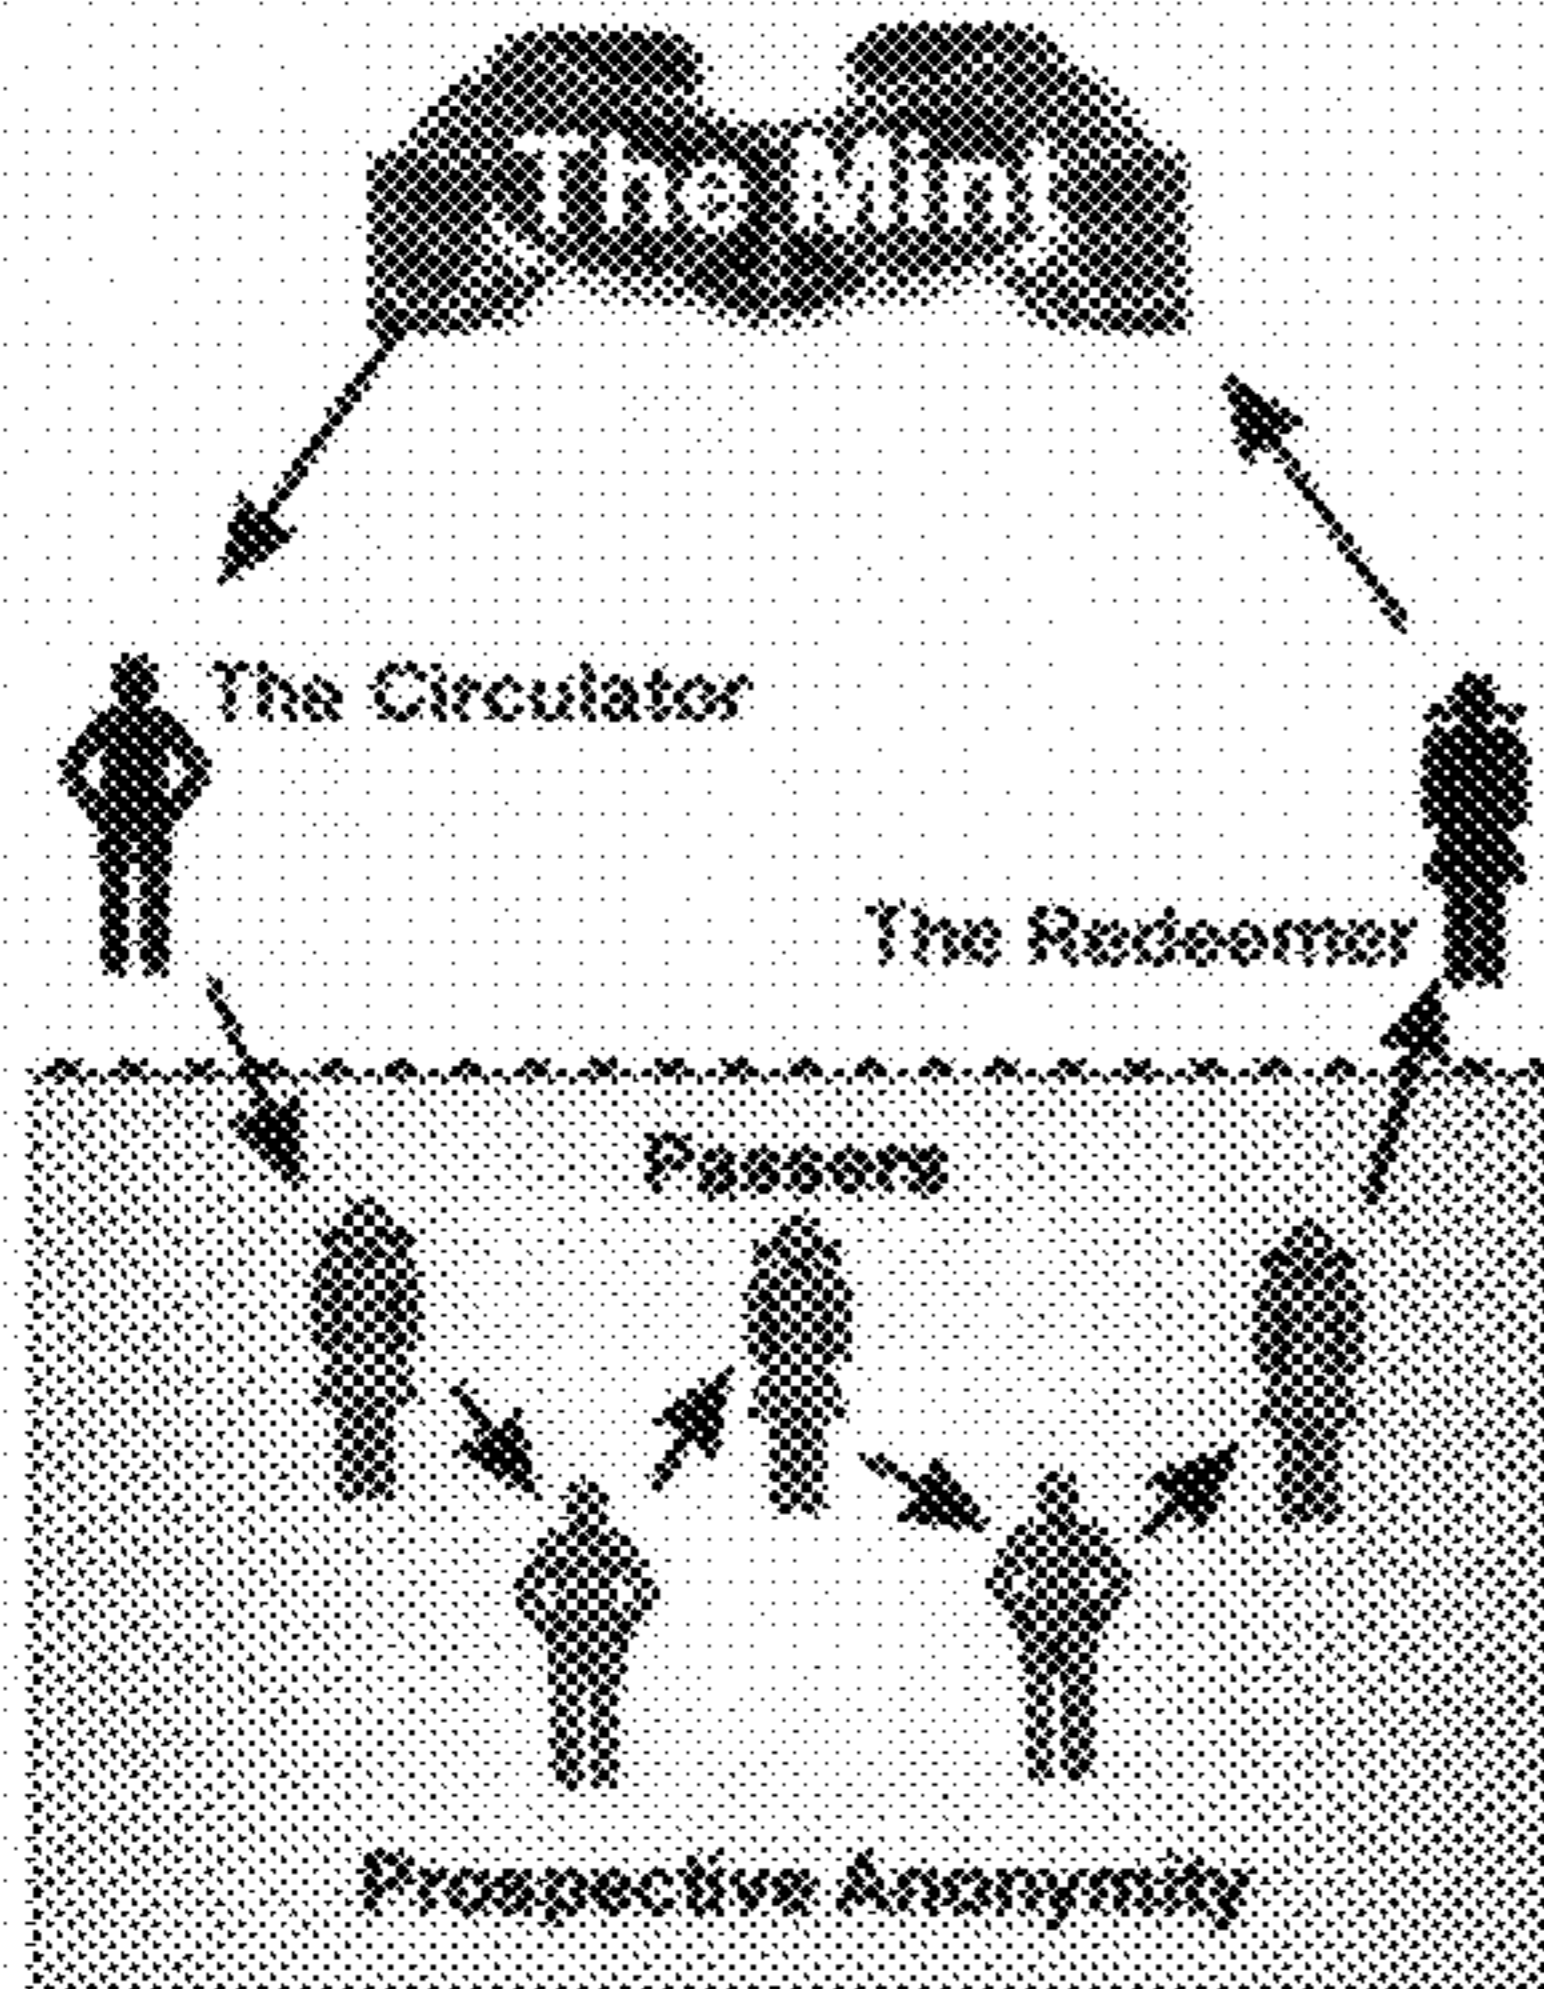 The Mint
The Circulator
The Redeemer
Passers
Prospective Anonymity